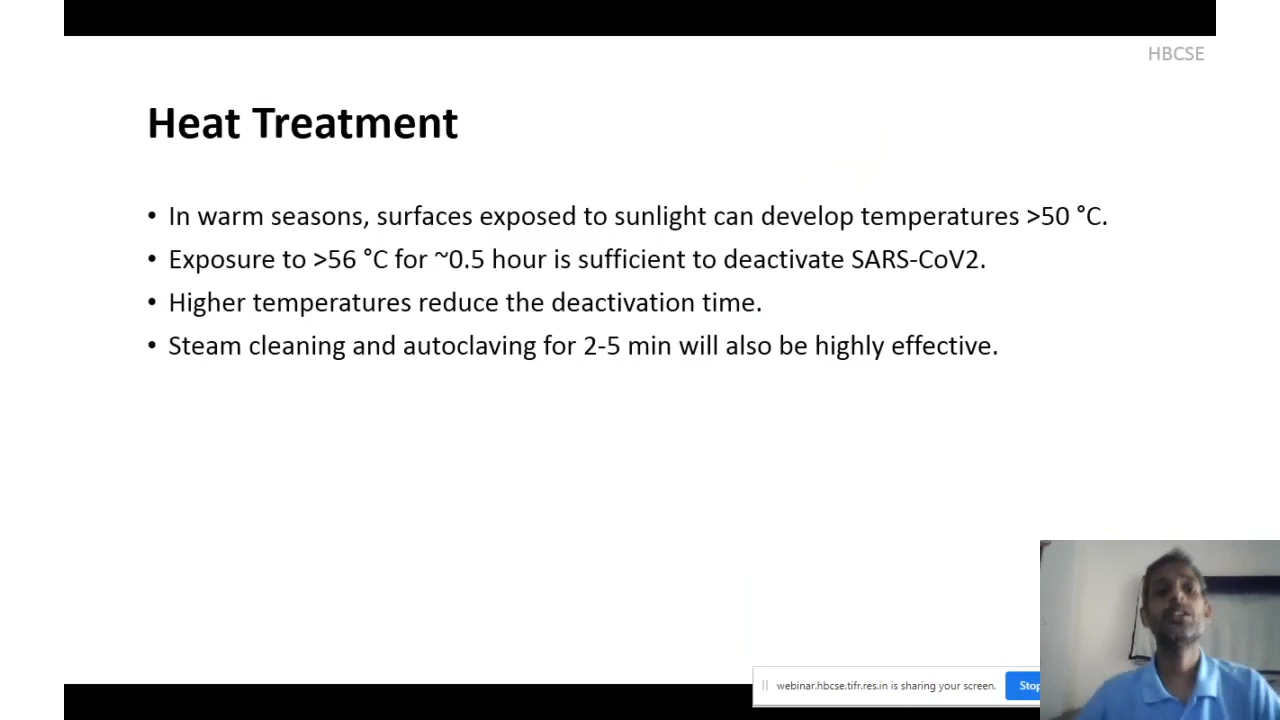 HBCSE
Heat Treatment
• In warm seasons, surfaces exposed to sunlight can develop temperatures >50 °C.
• Exposure to >56 °C for ~0.5 hour is sufficient to deactivate SARS-CoV2.
• Higher temperatures reduce the deactivation time.
• Steam cleaning and autoclaving for 2-5 min will also be highly effective.
webinar.hbcse.tifr.res.in is sharing your screen.
Stop